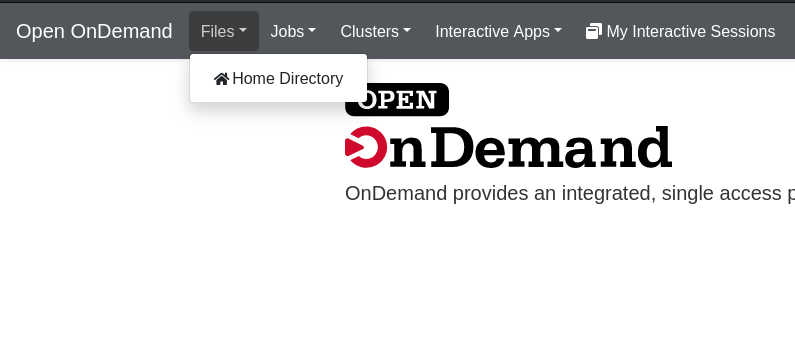 Open OnDemand Files Jobs Clusters Interactive Apps My Interactive Sessions
Home Directory
OPEN
OnDemand
OnDemand provides an integrated, single access